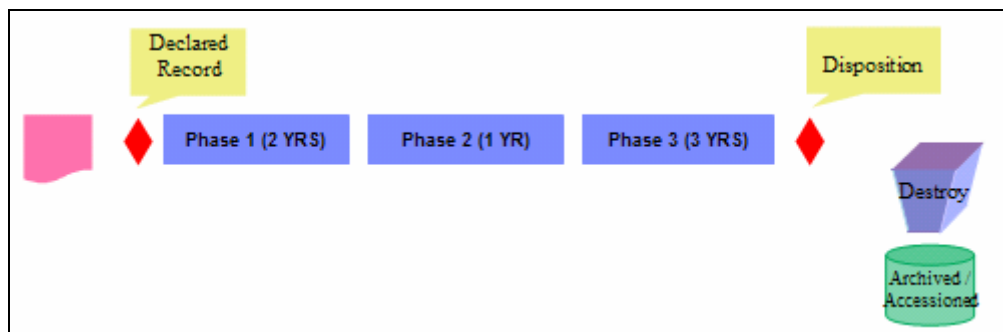 Declared
Record
Disposition
Phase 1 (2 YRS)
Phase 2 (1 YR)
Phase 3 (3 YRS)
Destroy
Archived /
Accessioned